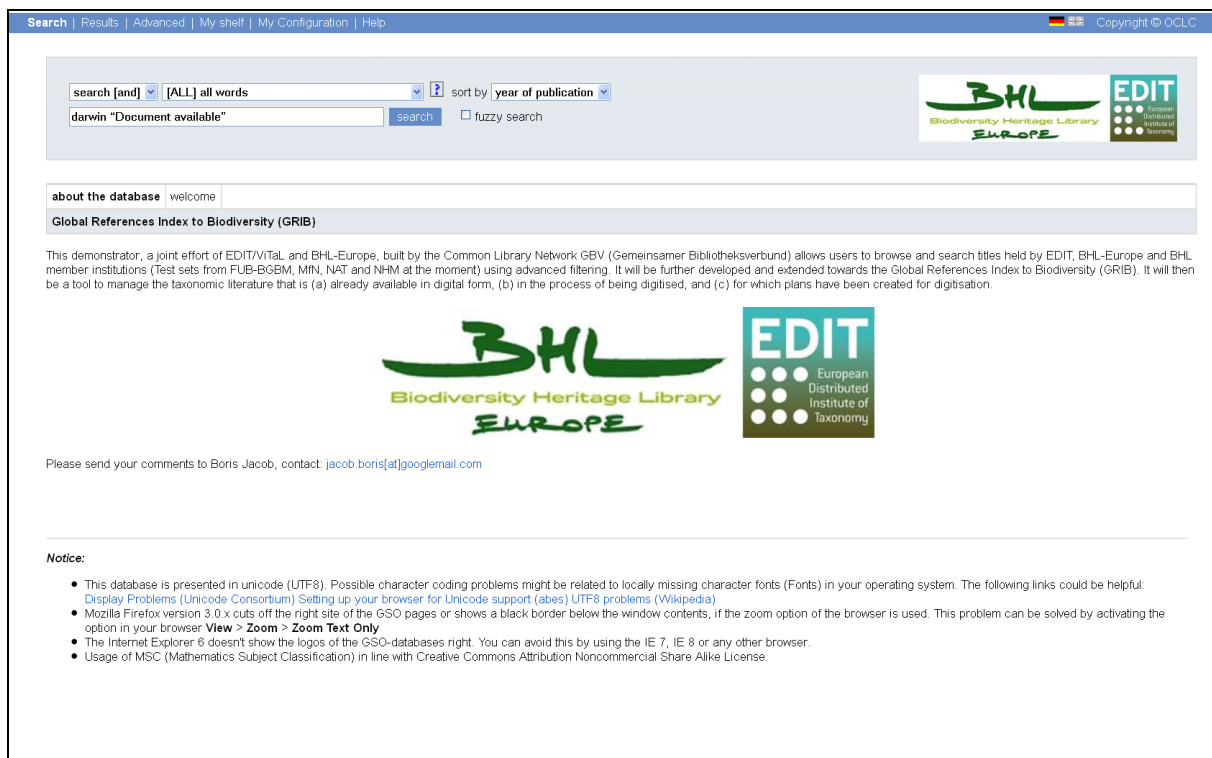 Search | Results | Advanced | My shelf | My Configuration | Help
Copyright © OCLC
search [and] [ALL] all words ? sort by year of publication
darwin “Document available” search fuzzy search
BHL
Biodiversity Heritage Library
EUROPE
EDIT
European
Distributed
Institute of
Taxonomy
about the database welcome
Global References Index to Biodiversity (GRIB)
This demonstrator, a joint effort of EDIT/ViTaL and BHL-Europe, built by the Common Library Network GBV (Gemeinsamer Bibliotheksverbund) allows users to browse and search titles held by EDIT, BHL-Europe and BHL
member institutions (Test sets from FUB-BGBM, MfN, NAT and NHM at the moment) using advanced filtering. It will be further developed and extended towards the Global References Index to Biodiversity (GRIB). It will then
be a tool to manage the taxonomic literature that is (a) already available in digital form, (b) in the process of being digitised, and (c) for which plans have been created for digitisation.
BHL
Biodiversity Heritage Library
EUROPE
EDIT
European
Distributed
Institute of
Taxonomy
Please send your comments to Boris Jacob, contact: jacob.boris[at]googlemail.com
Notice:
• This database is presented in unicode (UTF8). Possible character coding problems might be related to locally missing character fonts (Fonts) in your operating system. The following links could be helpful:
Display Problems (Unicode Consortium) Setting up your browser for Unicode support (abes) UTF8 problems (Wikipedia)
• Mozilla Firefox version 3.0.x cuts off the right site of the GSO pages or shows a black border below the window contents, if the zoom option of the browser is used. This problem can be solved by activating the
option in your browser View > Zoom > Zoom Text Only
• The Internet Explorer 6 doesn't show the logos of the GSO-databases right. You can avoid this by using the IE 7, IE 8 or any other browser.
• Usage of MSC (Mathematics Subject Classification) in line with Creative Commons Attribution Noncommercial Share Alike License.